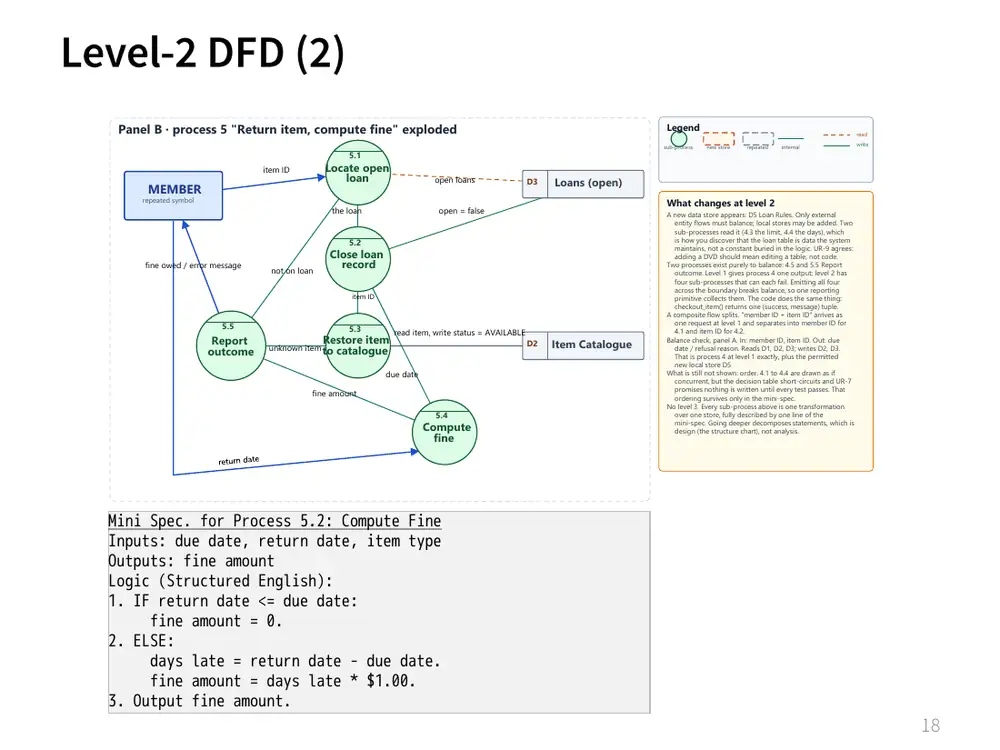 Level-2 DFD (2)
Panel B · process 5 "Return item, compute fine" exploded
5.1
Locate open
loan
item ID
MEMBER
repeated symbol
open loans
D3 Loans (open)
the loan
open = false
5.2
Close loan
record
fine owed / error message
not on loan
item ID
5.5
Report
outcome
5.3
Restore item
to catalogue
unknown item
read item, write status = AVAILABLE
D2 Item Catalogue
due date
fine amount
5.4
Compute
fine
return date
Legend
sub-process
new store
repeated
external
read
write
What changes at level 2
A new data store appears: D5 Loan Rules. Only external
entity flows must balance; local stores may be added. Two
sub-processes read it (4.3 the limit, 4.4 the days), which
is how you discover that the loan table is data the system
maintains, not a constant buried in the logic. UR-9 agrees:
adding a DVD should mean editing a table, not code.
Two processes exist purely to balance: 4.5 and 5.5 Report
outcome. Level 1 gives process 4 one output; level 2 has
four sub-processes that can each fail. Emitting all four
across the boundary breaks balance, so one reporting
primitive collects them. The code does the same thing:
checkout_item() returns one (success, message) tuple.
A composite flow splits. "member ID + item ID" arrives as
one request at level 1 and separates into member ID for
4.1 and item ID for 4.2.
Balance check, panel A. In: member ID, item ID. Out: due
date / refusal reason. Reads D1, D2, D3; writes D2, D3.
That is process 4 at level 1 exactly, plus the permitted
new local store D5.
What is still not shown: order. 4.1 to 4.4 are drawn as if
concurrent, but the decision table short-circuits and UR-7
promises nothing is written until every test passes. That
ordering survives only in the mini-spec.
No level 3. Every sub-process above is one transformation
over one store, fully described by one line of the
mini-spec. Going deeper decomposes statements, which is
design (the structure chart), not analysis.
Mini Spec. for Process 5.2: Compute Fine
Inputs: due date, return date, item type
Outputs: fine amount
Logic (Structured English):
1. IF return date <= due date:
fine amount = 0.
2. ELSE:
days late = return date - due date.
fine amount = days late * $1.00.
3. Output fine amount.
18